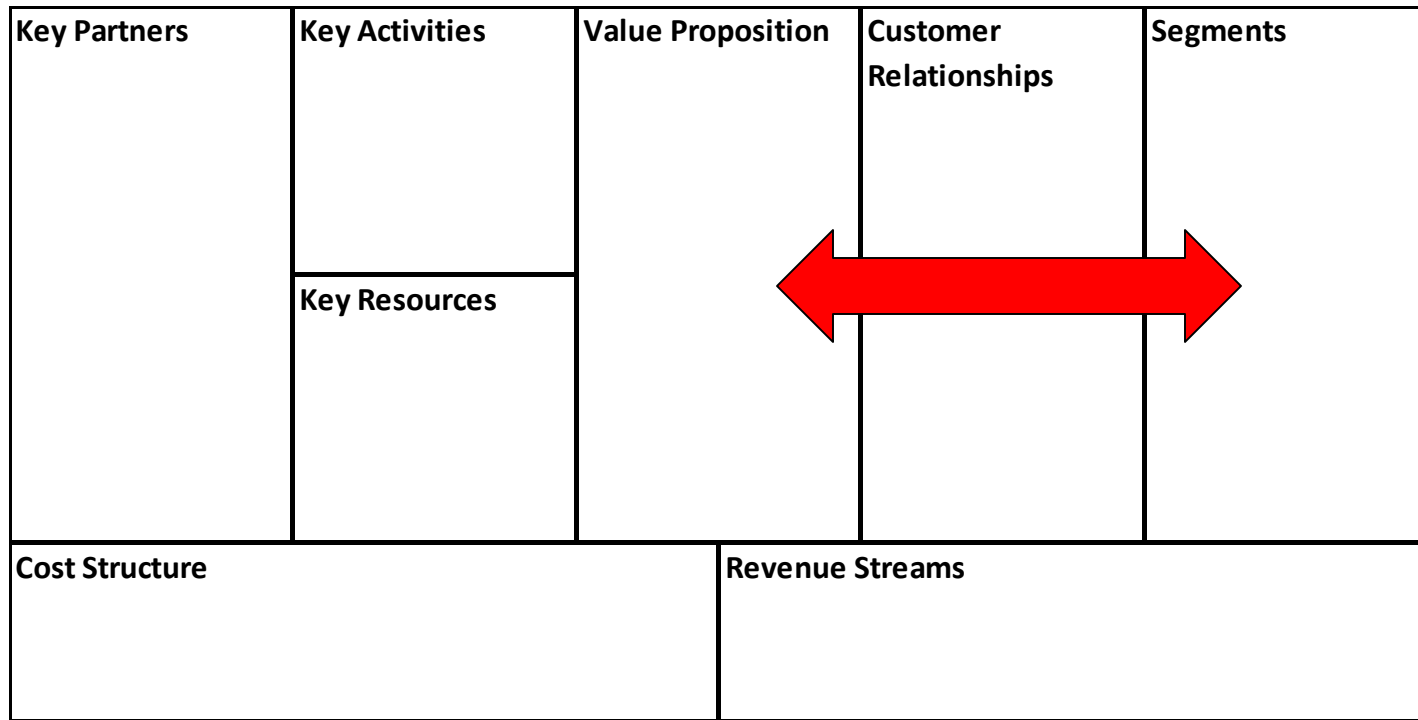 Key Partners
Key Activities
Value Proposition
Customer
Relationships
Segments
Key Resources
Cost Structure
Revenue Streams